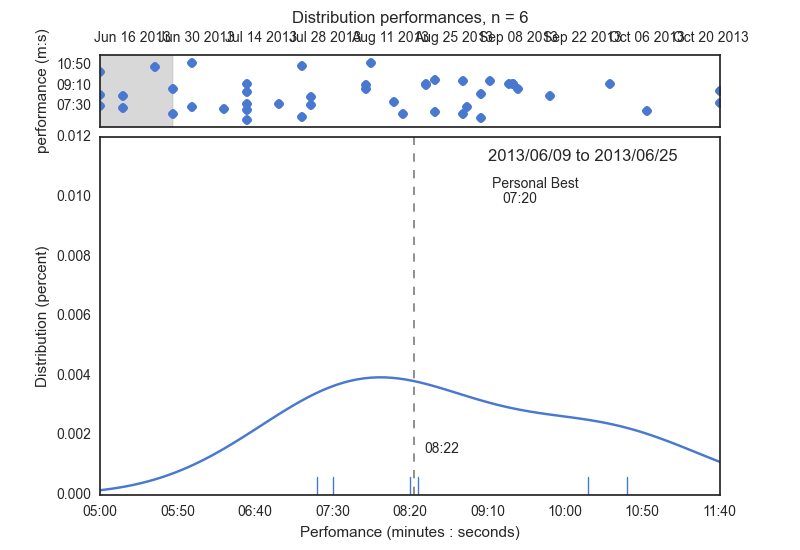 Distribution performances, n = 6
Jun 16 2013 Jun 30 2013 Jul 14 2013 Jul 28 2013 Aug 11 2013 Aug 25 2013 Sep 08 2013 Sep 22 2013 Oct 06 2013 Oct 20 2013
performance (m:s)
10:50
09:10
07:30
0.012
2013/06/09 to 2013/06/25
Personal Best
07:20
0.010
0.008
0.006
Distribution (percent)
0.004
0.002
08:22
0.000
05:00 05:50 06:40 07:30 08:20 09:10 10:00 10:50 11:40
Perfomance (minutes : seconds)